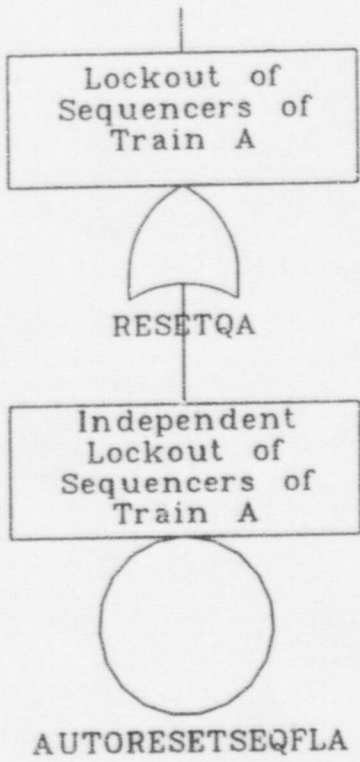 Lockout of
Sequencers of
Train A
RESETQA
Independent
Lockout of
Sequencers of
Train A
AUTORESETSEQFLA